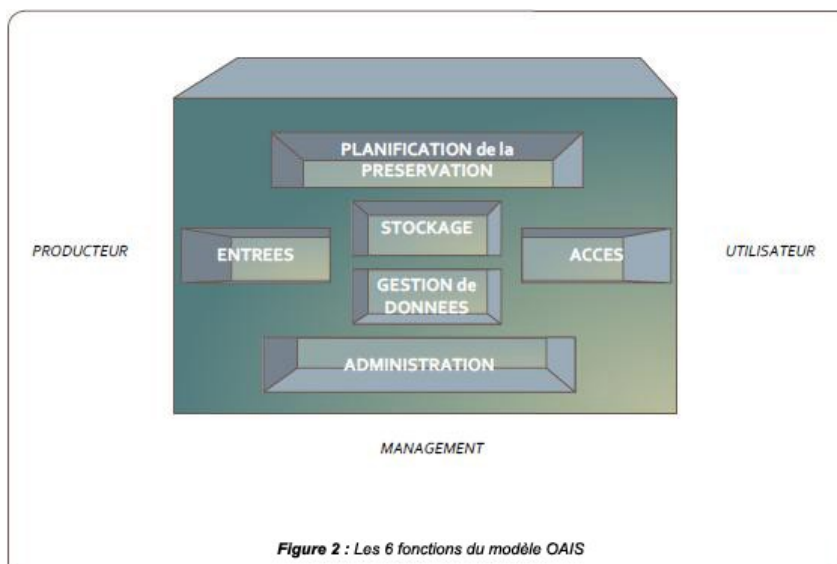 PLANIFICATION de la
PRESERVATION
STOCKAGE
PRODUCTEUR
ENTREES
ACCES
UTILISATEUR
GESTION de
DONNEES
ADMINISTRATION
MANAGEMENT
Figure 2 : Les 6 fonctions du modèle OAIS